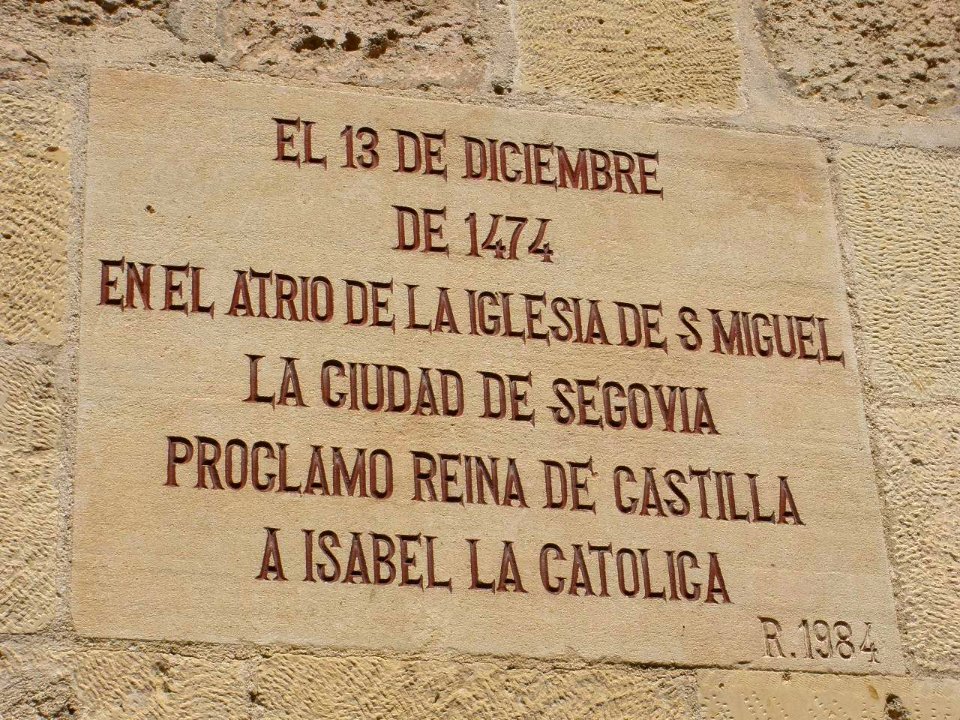 EL 13 DE DICIEMBRE
DE 1474
EN EL ATRIO DE LA IGLESIA DE S MIGUEL
LA CIUDAD DE SEGOVIA
PROCLAMO REINA DE CASTILLA
A ISABEL LA CATOLICA
R. 1984